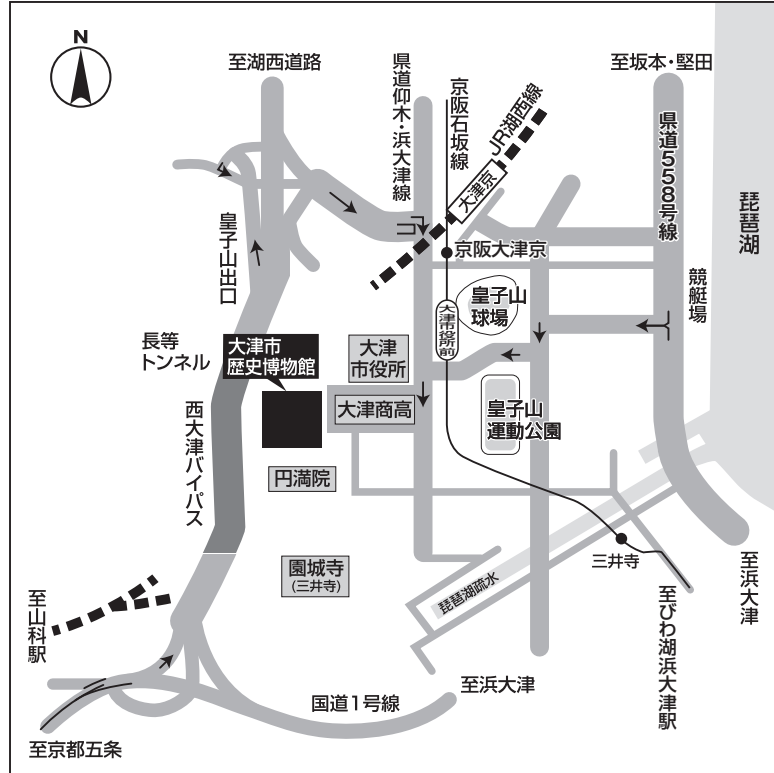 N
至湖西道路
県道仰木・浜大津線
京阪石坂線
JR湖西線
大津京
至坂本・堅田
県道558号線
琵琶湖
皇子山出口
京阪大津京
競艇場
皇子山
球場
大津市役所前
長等
トンネル
大津市
歴史博物館
大津
市役所
大津商高
皇子山
運動公園
西大津バイパス
円満院
園城寺
(三井寺)
三井寺
琵琶湖疏水
至浜大津
至びわ湖浜大津駅
至山科駅
至浜大津
国道1号線
至京都五条